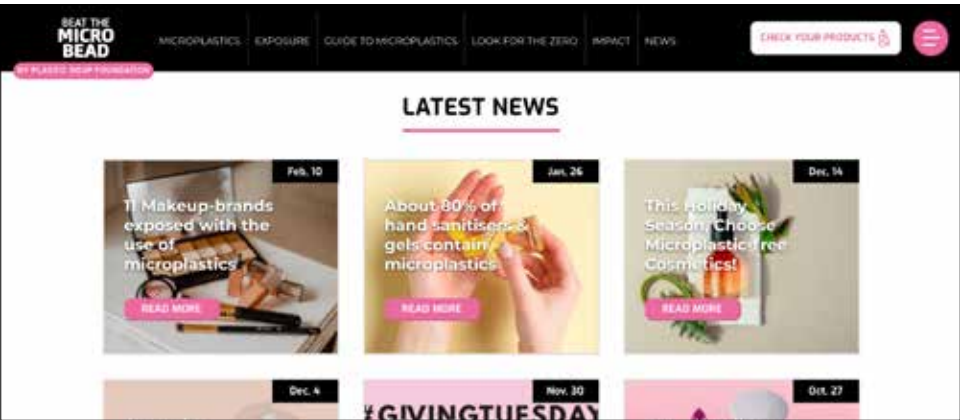 BEAT THE
MICRO
BEAD
BY PLASTIC SOUP FOUNDATION
MICROPLASTICS
EXPOSURE
GUIDE TO MICROPLASTICS
LOOK FOR THE ZERO
IMPACT
NEWS
CHECK YOUR PRODUCTS
LATEST NEWS
Feb, 10
11 Makeup-brands
exposed with the
use of
microplastics
READ MORE
Jan, 26
About 80% of
hand sanitisers &
gels contain
microplastics
READ MORE
Dec, 14
This Holiday
Season, Choose
Microplastic-free
Cosmetics!
READ MORE
Dec, 4
Nov, 30
#GIVINGTUESDAY
Oct, 27